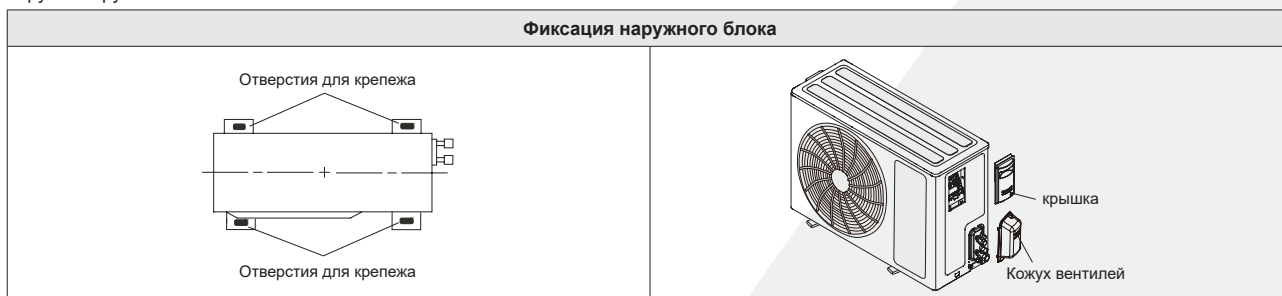 Фиксация наружного блока
Отверстия для крепежа
Отверстия для крепежа
крышка
Кожух вентилей